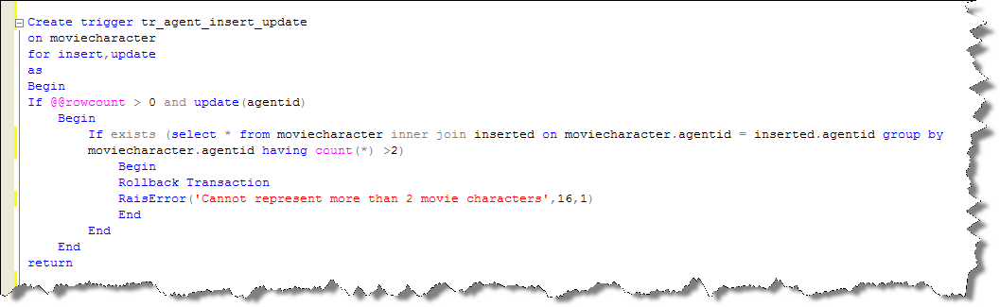 Create trigger tr_agent_insert_update
on moviecharacter
for insert,update
as
Begin
If @@rowcount > 0 and update(agentid)
Begin
If exists (select * from moviecharacter inner join inserted on moviecharacter.agentid = inserted.agentid group by
moviecharacter.agentid having count(*) >2)
Begin
Rollback Transaction
RaisError('Cannot represent more than 2 movie characters',16,1)
End
End
End
return